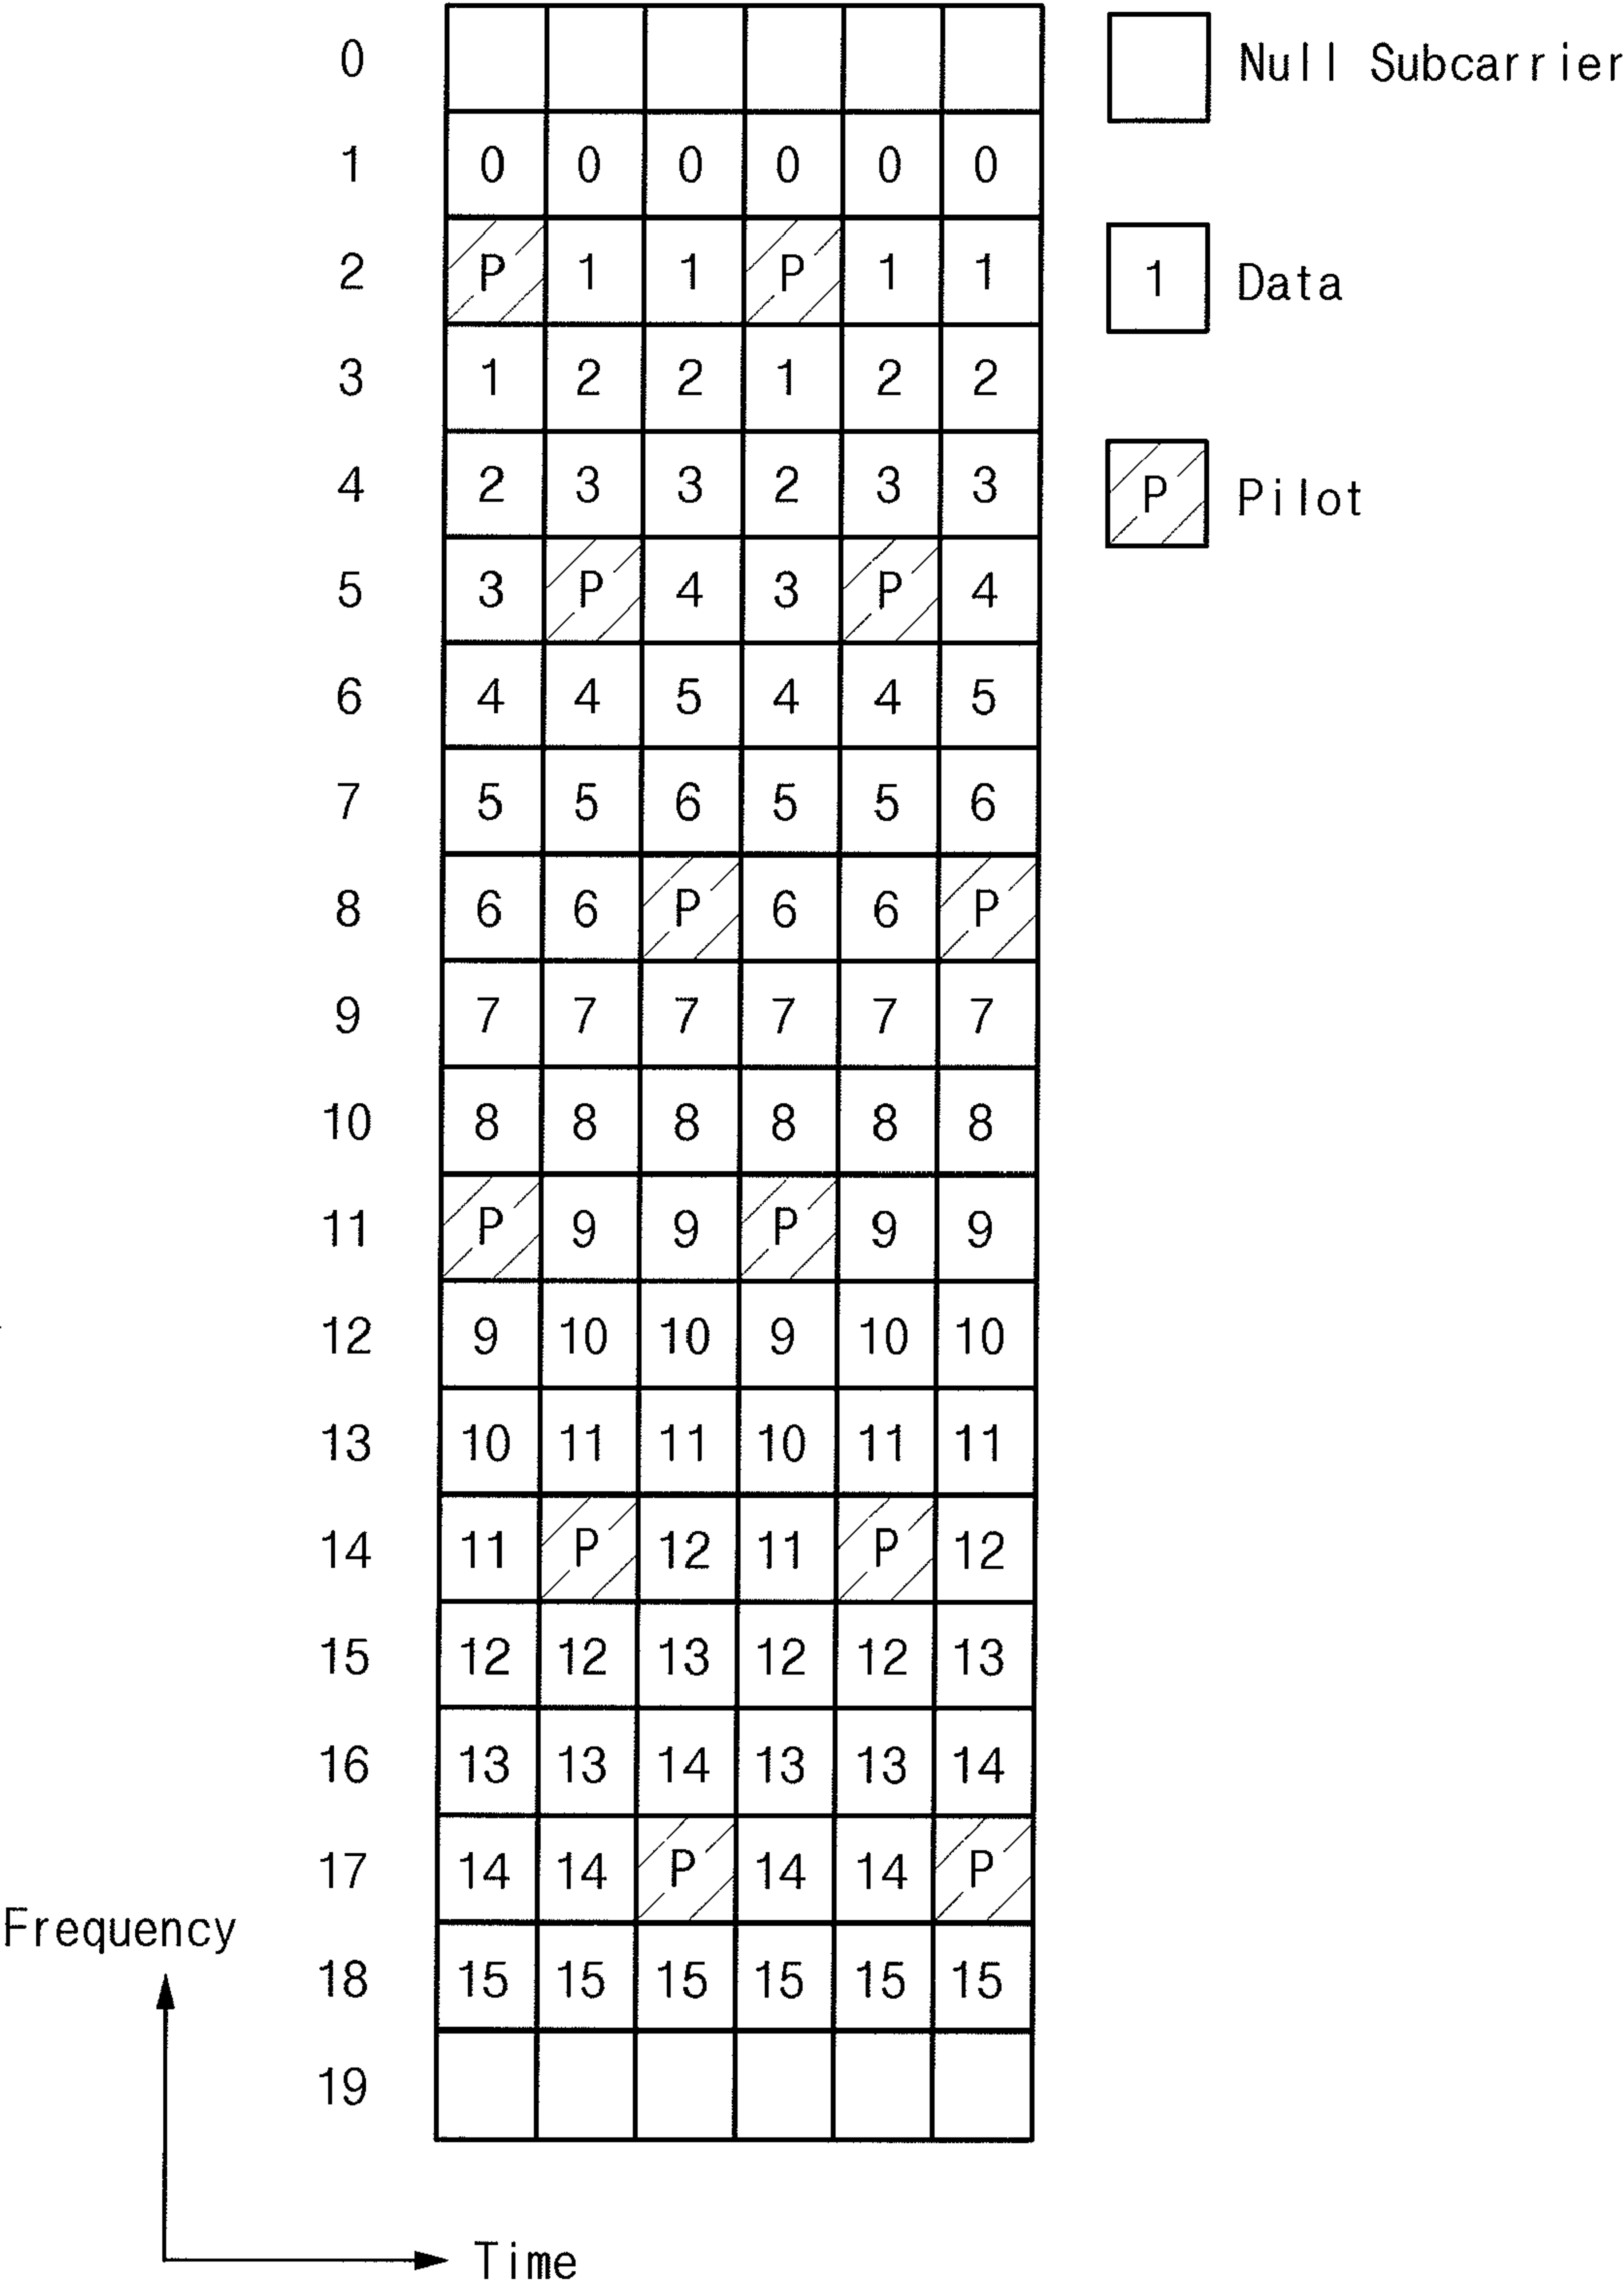 0
Null Subcarrier
1 0 0 0 0 0 0
2 P 1 1 P 1 1
1 Data
3 1 2 2 1 2 2
4 2 3 3 2 3 3
P Pilot
5 3 P 4 3 P 4
6 4 4 5 4 4 5
7 5 5 6 5 5 6
8 6 6 P 6 6 P
9 7 7 7 7 7 7
10 8 8 8 8 8 8
11 P 9 9 P 9 9
12 9 10 10 9 10 10
13 10 11 11 10 11 11
14 11 P 12 11 P 12
15 12 12 13 12 12 13
16 13 13 14 13 13 14
17 14 14 P 14 14 P
18 15 15 15 15 15 15
19
Frequency
Time